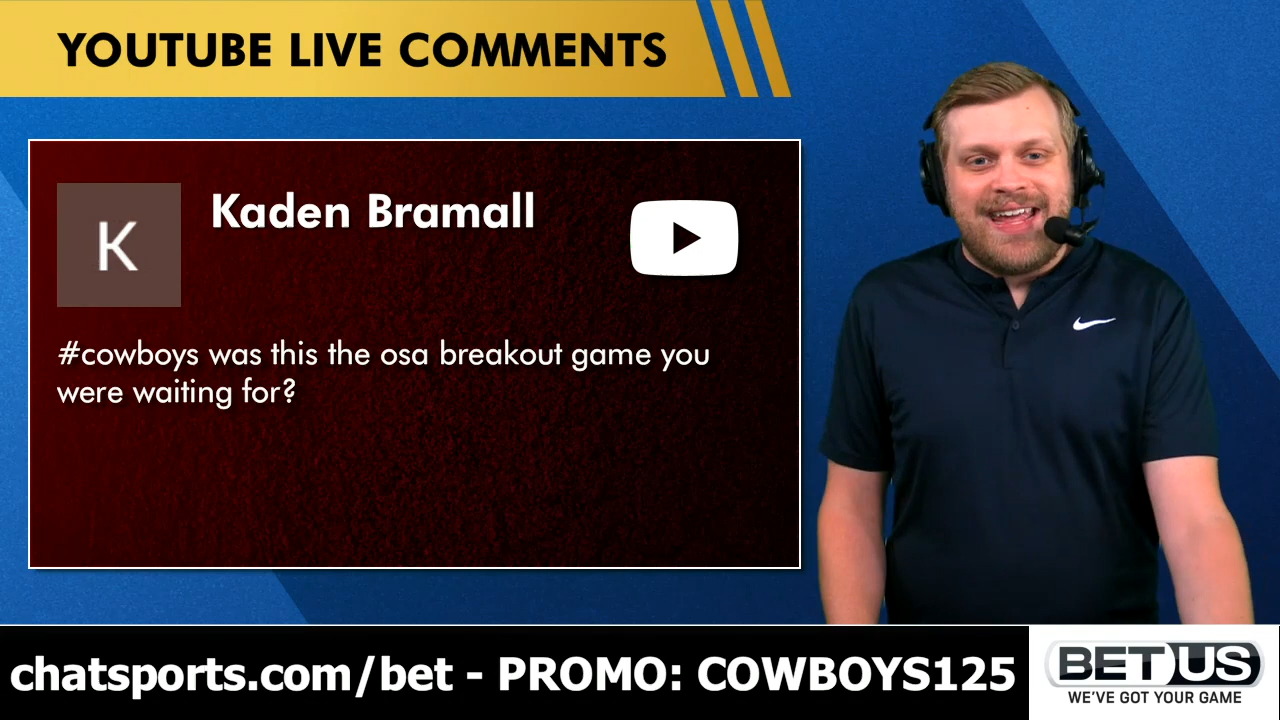 YOUTUBE LIVE COMMENTS
K
Kaden Bramall
#cowboys was this the osa breakout game you
were waiting for?
chatsports.com/bet - PROMO: COWBOYS125
BETUS
WE'VE GOT YOUR GAME